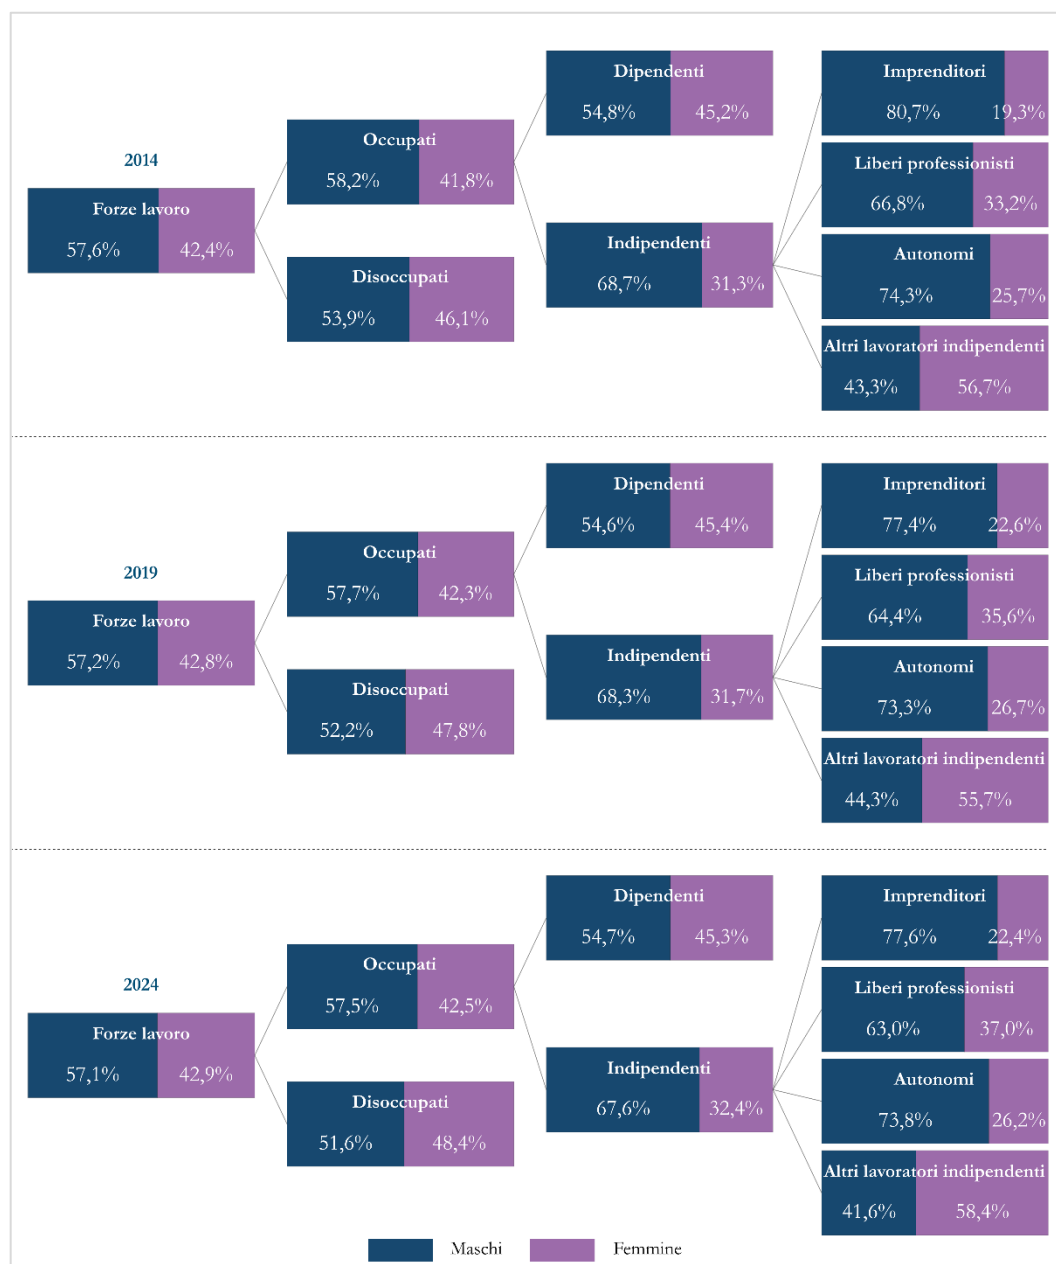 2014
Forze lavoro
57,6% 42,4%
Occupati
58,2% 41,8%
Disoccupati
53,9% 46,1%
Dipendenti
54,8% 45,2%
Indipendenti
68,7% 31,3%
Imprenditori
80,7% 19,3%
Liberi professionisti
66,8% 33,2%
Autonomi
74,3% 25,7%
Altri lavoratori indipendenti
43,3% 56,7%
2019
Forze lavoro
57,2% 42,8%
Occupati
57,7% 42,3%
Disoccupati
52,2% 47,8%
Dipendenti
54,6% 45,4%
Indipendenti
68,3% 31,7%
Imprenditori
77,4% 22,6%
Liberi professionisti
64,4% 35,6%
Autonomi
73,3% 26,7%
Altri lavoratori indipendenti
44,3% 55,7%
2024
Forze lavoro
57,1% 42,9%
Occupati
57,5% 42,5%
Disoccupati
51,6% 48,4%
Dipendenti
54,7% 45,3%
Indipendenti
67,6% 32,4%
Imprenditori
77,6% 22,4%
Liberi professionisti
63,0% 37,0%
Autonomi
73,8% 26,2%
Altri lavoratori indipendenti
41,6% 58,4%
Maschi Femmine